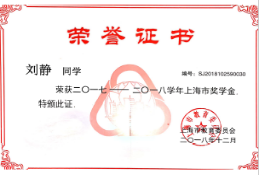 荣誉证书
刘静 同学
编号：SJ2018102590030
荣获二〇一七——二〇一八学年上海市奖学金，
特颁此证。
上海市教育委员会
二〇一八年十二月